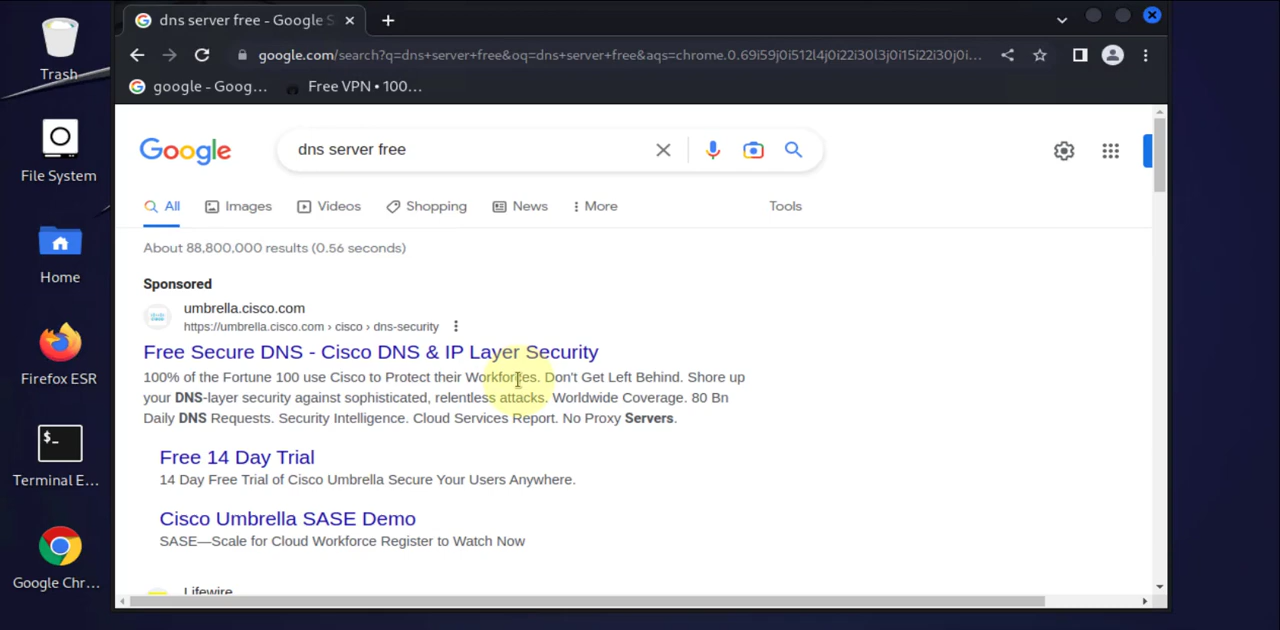 dns server free - Google S
google.com/search?q=dns+server+free&oq=dns+server+free&aqs=chrome.0.69i59j0i512l4j0i22i30l3j0i15i22i30j0i...
google - Goog...
Free VPN • 100...
Trash
File System
Home
Firefox ESR
$_
Terminal E...
Google Chr...
Google
dns server free
All
Images
Videos
Shopping
News
More
Tools
About 88,800,000 results (0.56 seconds)
Sponsored
umbrella.cisco.com
https://umbrella.cisco.com › cisco › dns-security
Free Secure DNS - Cisco DNS & IP Layer Security
100% of the Fortune 100 use Cisco to Protect their Workforces. Don't Get Left Behind. Shore up
your DNS-layer security against sophisticated, relentless attacks. Worldwide Coverage. 80 Bn
Daily DNS Requests. Security Intelligence. Cloud Services Report. No Proxy Servers.
Free 14 Day Trial
14 Day Free Trial of Cisco Umbrella Secure Your Users Anywhere.
Cisco Umbrella SASE Demo
SASE—Scale for Cloud Workforce Register to Watch Now
Lifewire